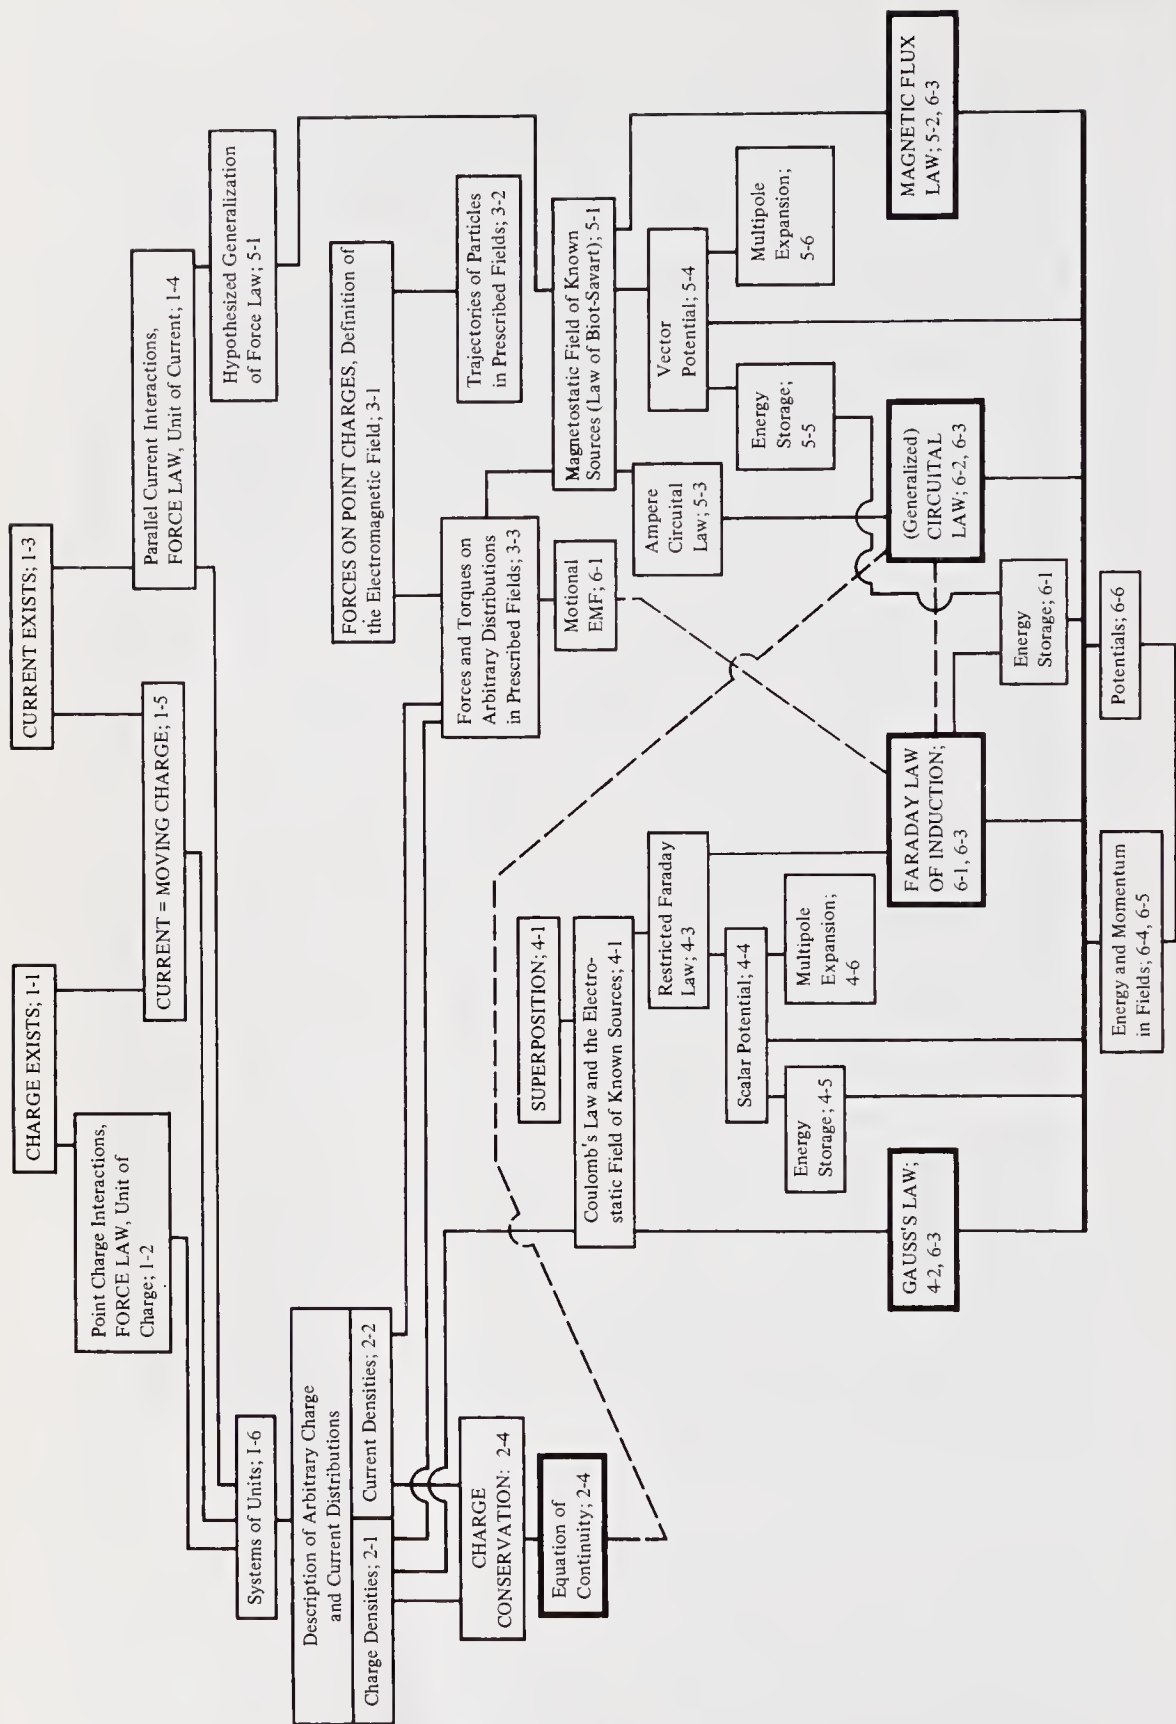 CHARGE EXISTS; 1-1
CURRENT EXISTS; 1-3
Point Charge Interactions,
FORCE LAW, Unit of
Charge; 1-2
CURRENT = MOVING CHARGE; 1-5
Parallel Current Interactions,
FORCE LAW, Unit of Current; 1-4
Hypothesized Generalization
of Force Law; 5-1
Systems of Units; 1-6
Description of Arbitrary Charge
and Current Distributions
Charge Densities; 2-1
Current Densities; 2-2
FORCES ON POINT CHARGES, Definition of
the Electromagnetic Field; 3-1
CHARGE
CONSERVATION: 2-4
Forces and Torques on
Arbitrary Distributions
in Prescribed Fields; 3-3
Trajectories of Particles
in Prescribed Fields; 3-2
Equation of
Continuity; 2-4
SUPERPOSITION; 4-1
Motional
EMF; 6-1
Magnetostatic Field of Known
Sources (Law of Biot-Savart); 5-1
Coulomb's Law and the Electro-
static Field of Known Sources; 4-1
Restricted Faraday
Law; 4-3
Ampere
Circuital
Law; 5-3
Vector
Potential; 5-4
Scalar Potential; 4-4
Energy
Storage; 4-5
Multipole
Expansion;
4-6
Energy
Storage;
5-5
Multipole
Expansion;
5-6
GAUSS'S LAW;
4-2, 6-3
FARADAY LAW
OF INDUCTION;
6-1, 6-3
(Generalized)
CIRCUITAL
LAW; 6-2, 6-3
MAGNETIC FLUX
LAW; 5-2, 6-3
Energy
Storage; 6-1
Energy and Momentum
in Fields; 6-4, 6-5
Potentials; 6-6